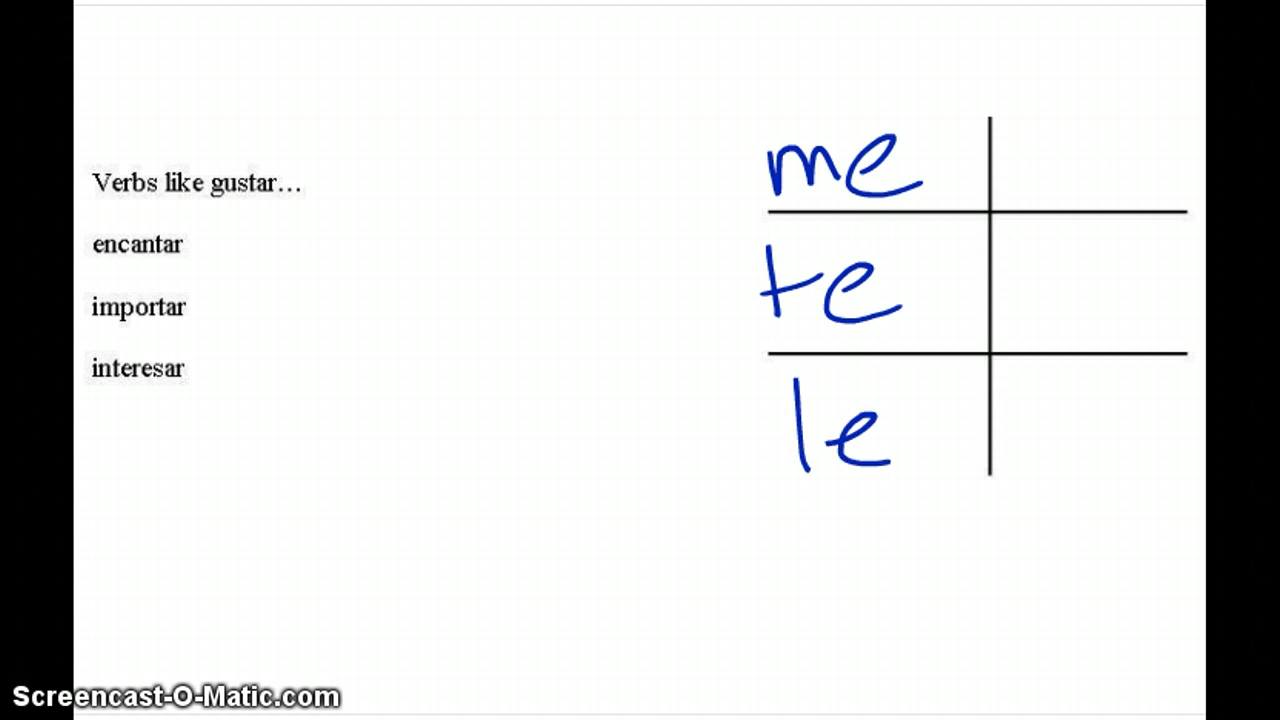 Verbs like gustar…
encantar
importar
interesar
me
te
le
Screencast-O-Matic.com